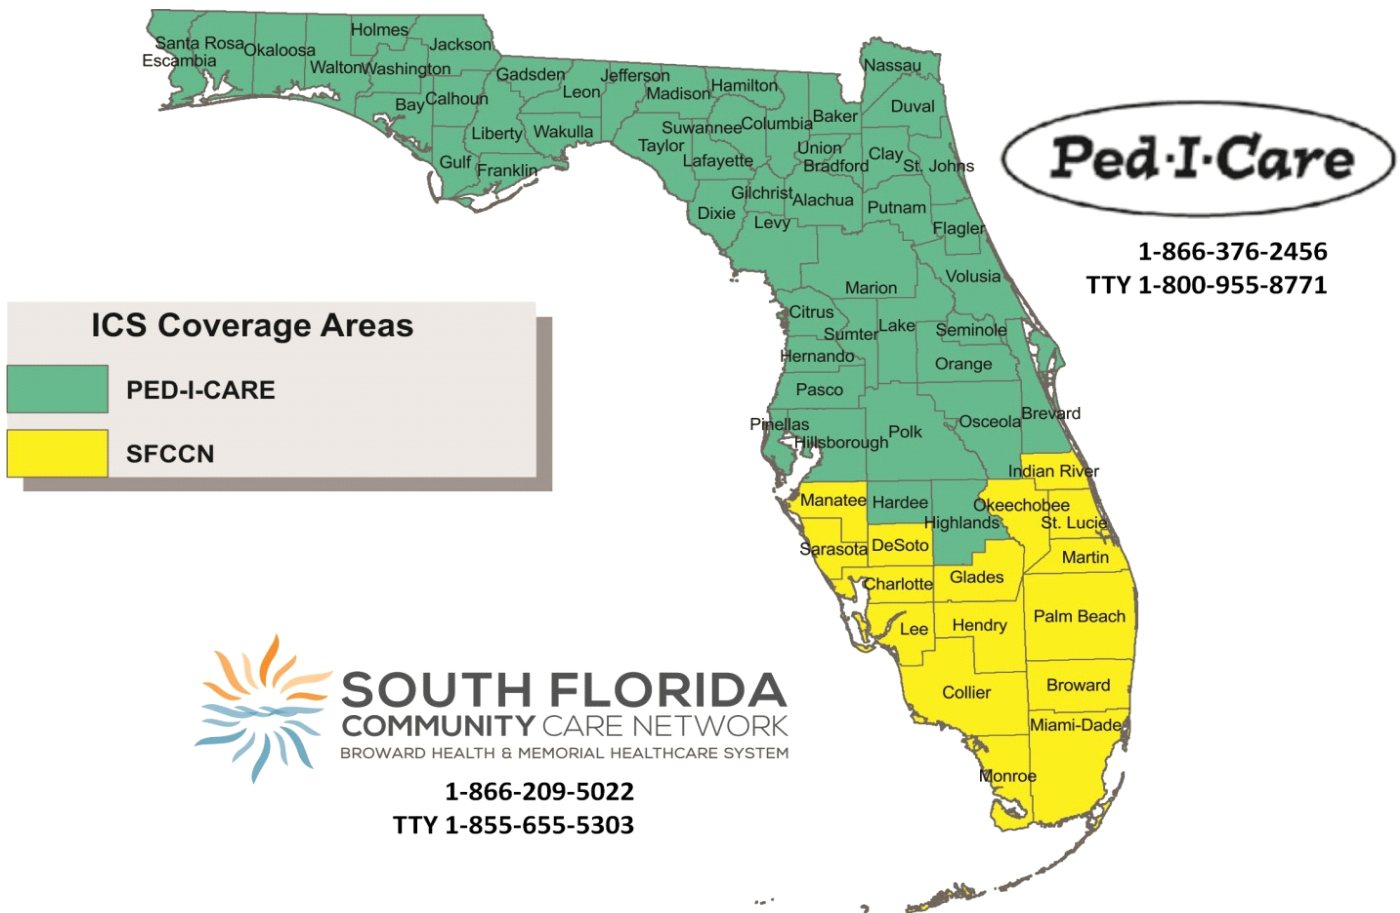 Holmes
Santa Rosa
Okaloosa
Jackson
Escambia
Walton
Washington
Nassau
Gadsden
Jefferson
Leon
Madison
Hamilton
Bay
Calhoun
Duval
Baker
Liberty
Wakulla
Suwannee
Columbia
Taylor
Union
Lafayette
Bradford
Clay
St. Johns
Gulf
Franklin
Gilchrist
Alachua
Dixie
Putnam
Levy
Flagler
Ped·I·Care
1-866-376-2456
TTY 1-800-955-8771
Volusia
Marion
ICS Coverage Areas
PED-I-CARE
SFCCN
Citrus
Sumter
Lake
Seminole
Hernando
Orange
Pasco
Pinellas
Hillsborough
Polk
Osceola
Brevard
Indian River
Manatee
Hardee
Highlands
Okeechobee
St. Lucie
Sarasota
DeSoto
Martin
Charlotte
Glades
Lee
Hendry
Palm Beach
Collier
Broward
Miami-Dade
Monroe
SOUTH FLORIDA
COMMUNITY CARE NETWORK
BROWARD HEALTH & MEMORIAL HEALTHCARE SYSTEM
1-866-209-5022
TTY 1-855-655-5303